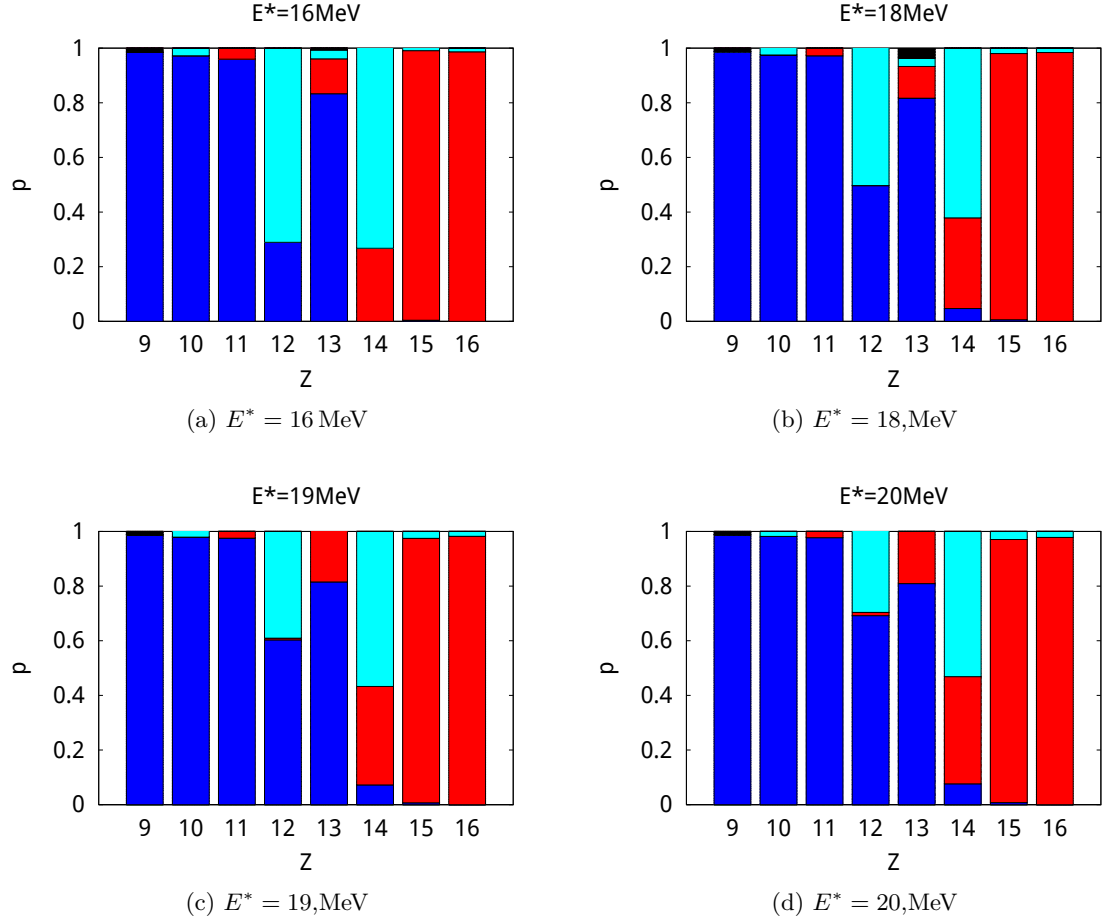 E*=16MeV
1
0.8
0.6
0.4
0.2
0
p
9 10 11 12 13 14 15 16
Z
(a) E* = 16 MeV
E*=18MeV
1
0.8
0.6
0.4
0.2
0
p
9 10 11 12 13 14 15 16
Z
(b) E* = 18,MeV
E*=19MeV
1
0.8
0.6
0.4
0.2
0
p
9 10 11 12 13 14 15 16
Z
(c) E* = 19,MeV
E*=20MeV
1
0.8
0.6
0.4
0.2
0
p
9 10 11 12 13 14 15 16
Z
(d) E* = 20,MeV